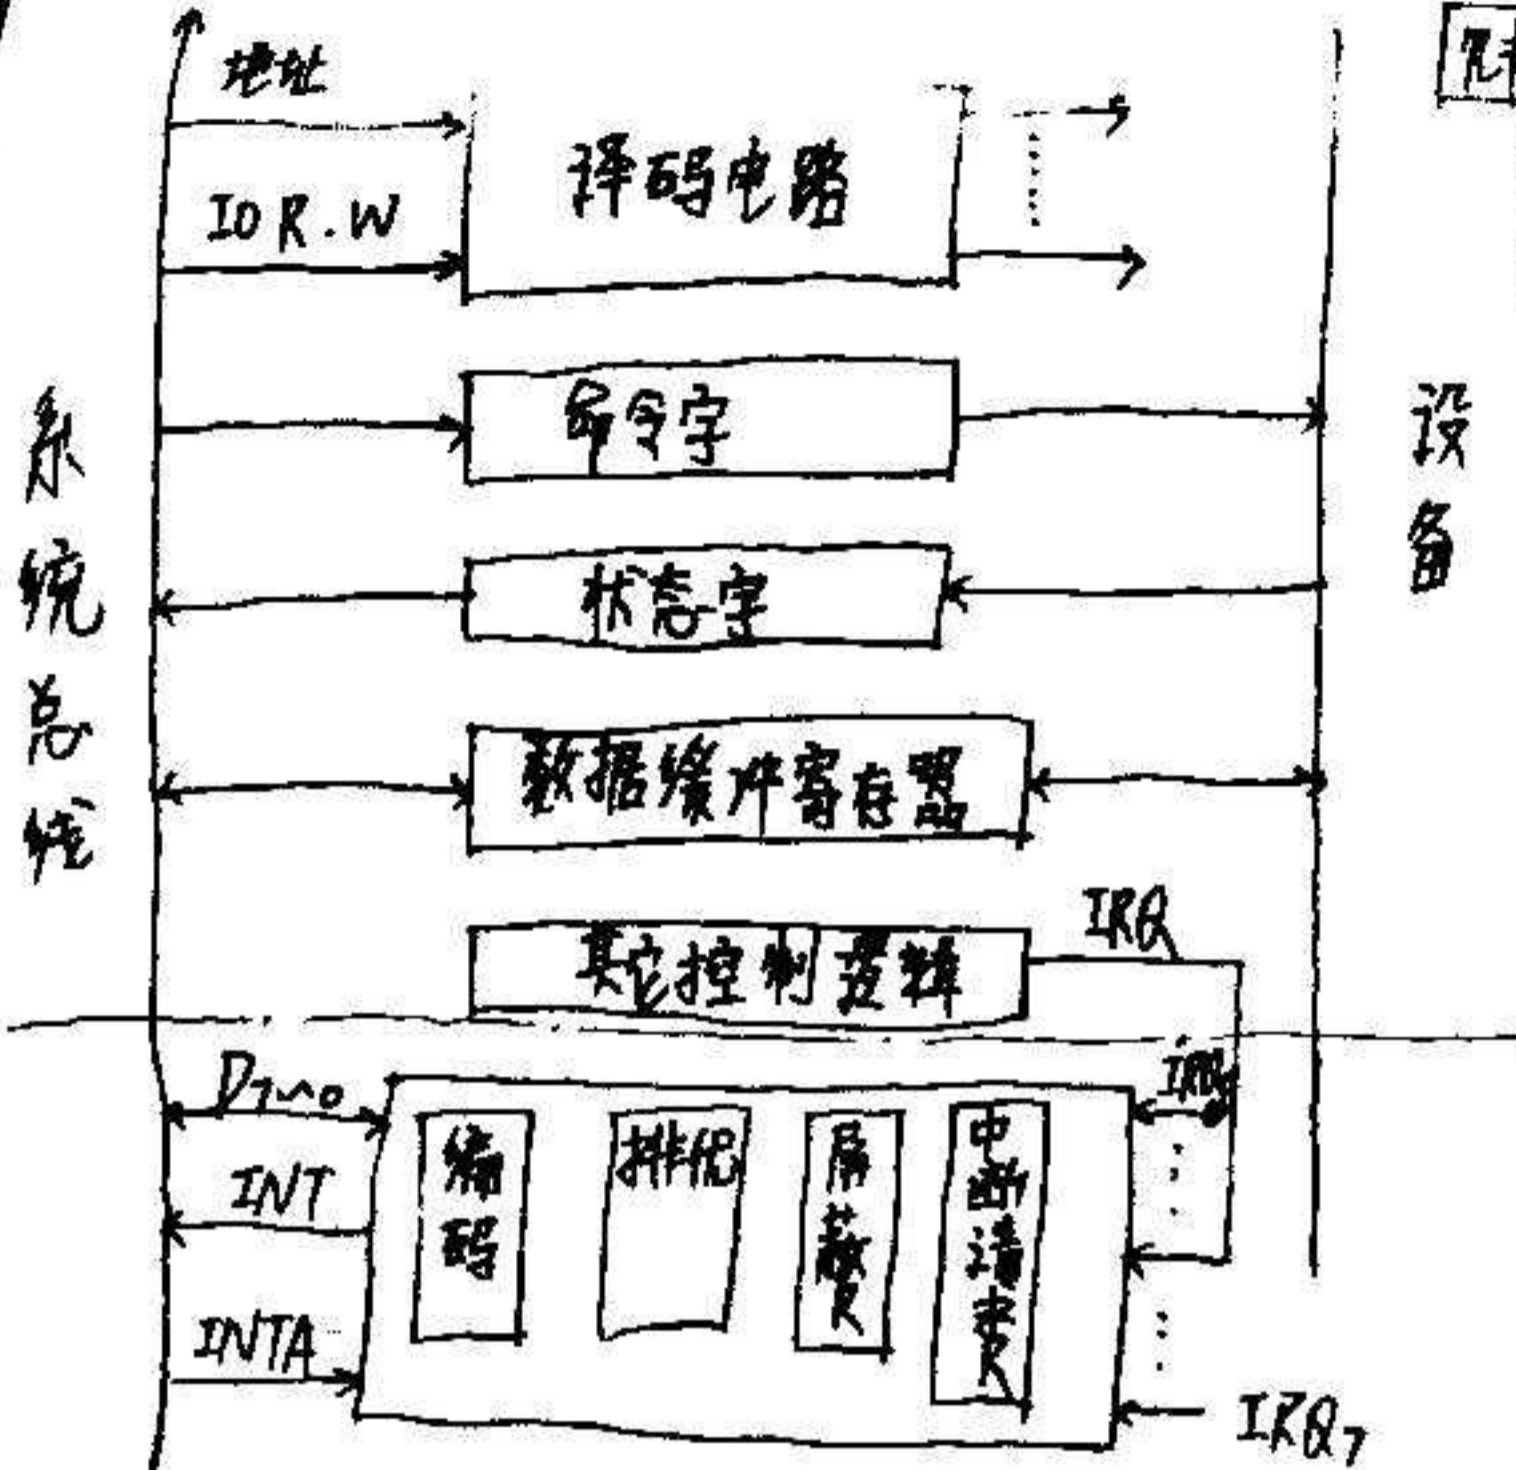 地址
译码电路
IOR.W
命令字
状态字
数据缓冲寄存器
其它控制逻辑
IRQ
系统总线
设备
D7~0
INT
INTA
编码
排优
屏蔽R
中断请求R
IRQ7